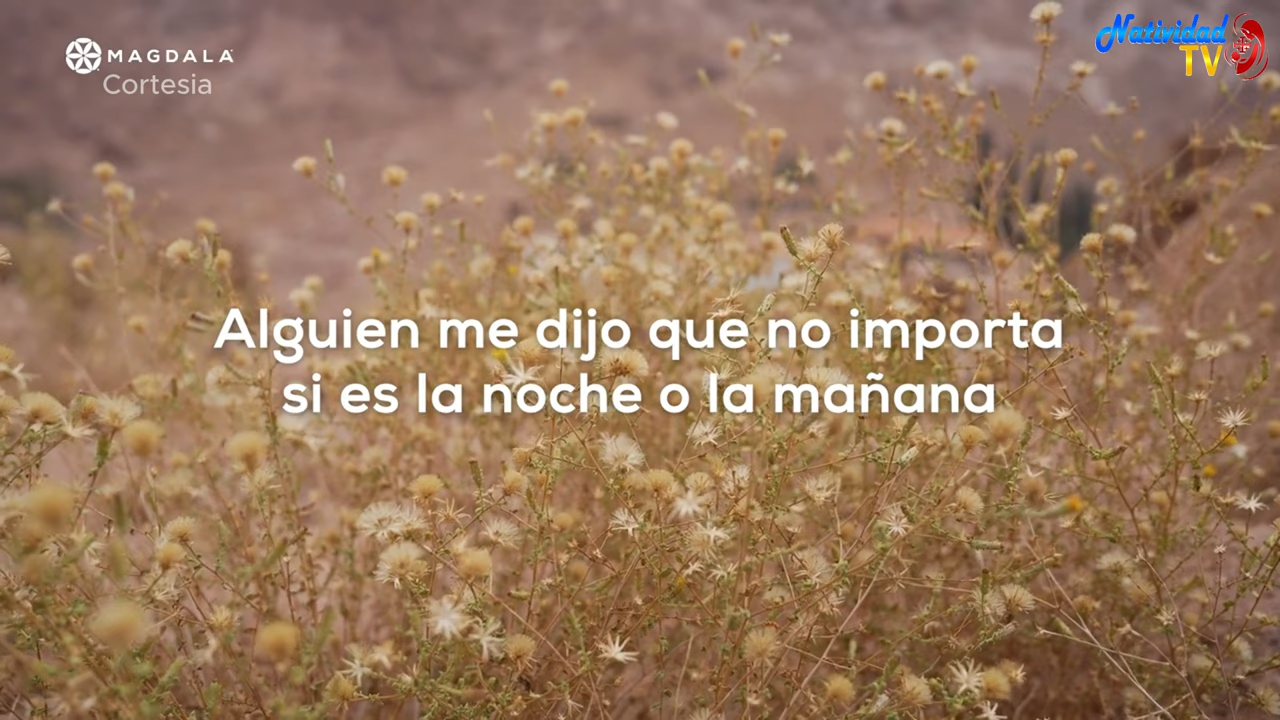 MAGDALA
Cortesia
Natividad
TV
Alguien me dijo que no importa
si es la noche o la mañana